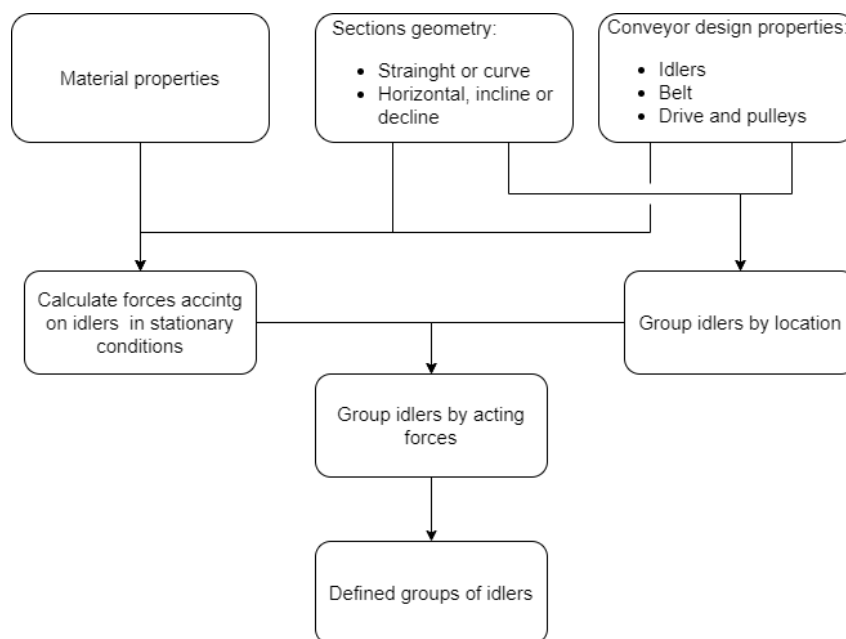 Material properties
Sections geometry:
• Strainght or curve
• Horizontal, incline or
decline
Conveyor design properties:
• Idlers
• Belt
• Drive and pulleys
Calculate forces accintg
on idlers in stationary
conditions
Group idlers by location
Group idlers by acting
forces
Defined groups of idlers